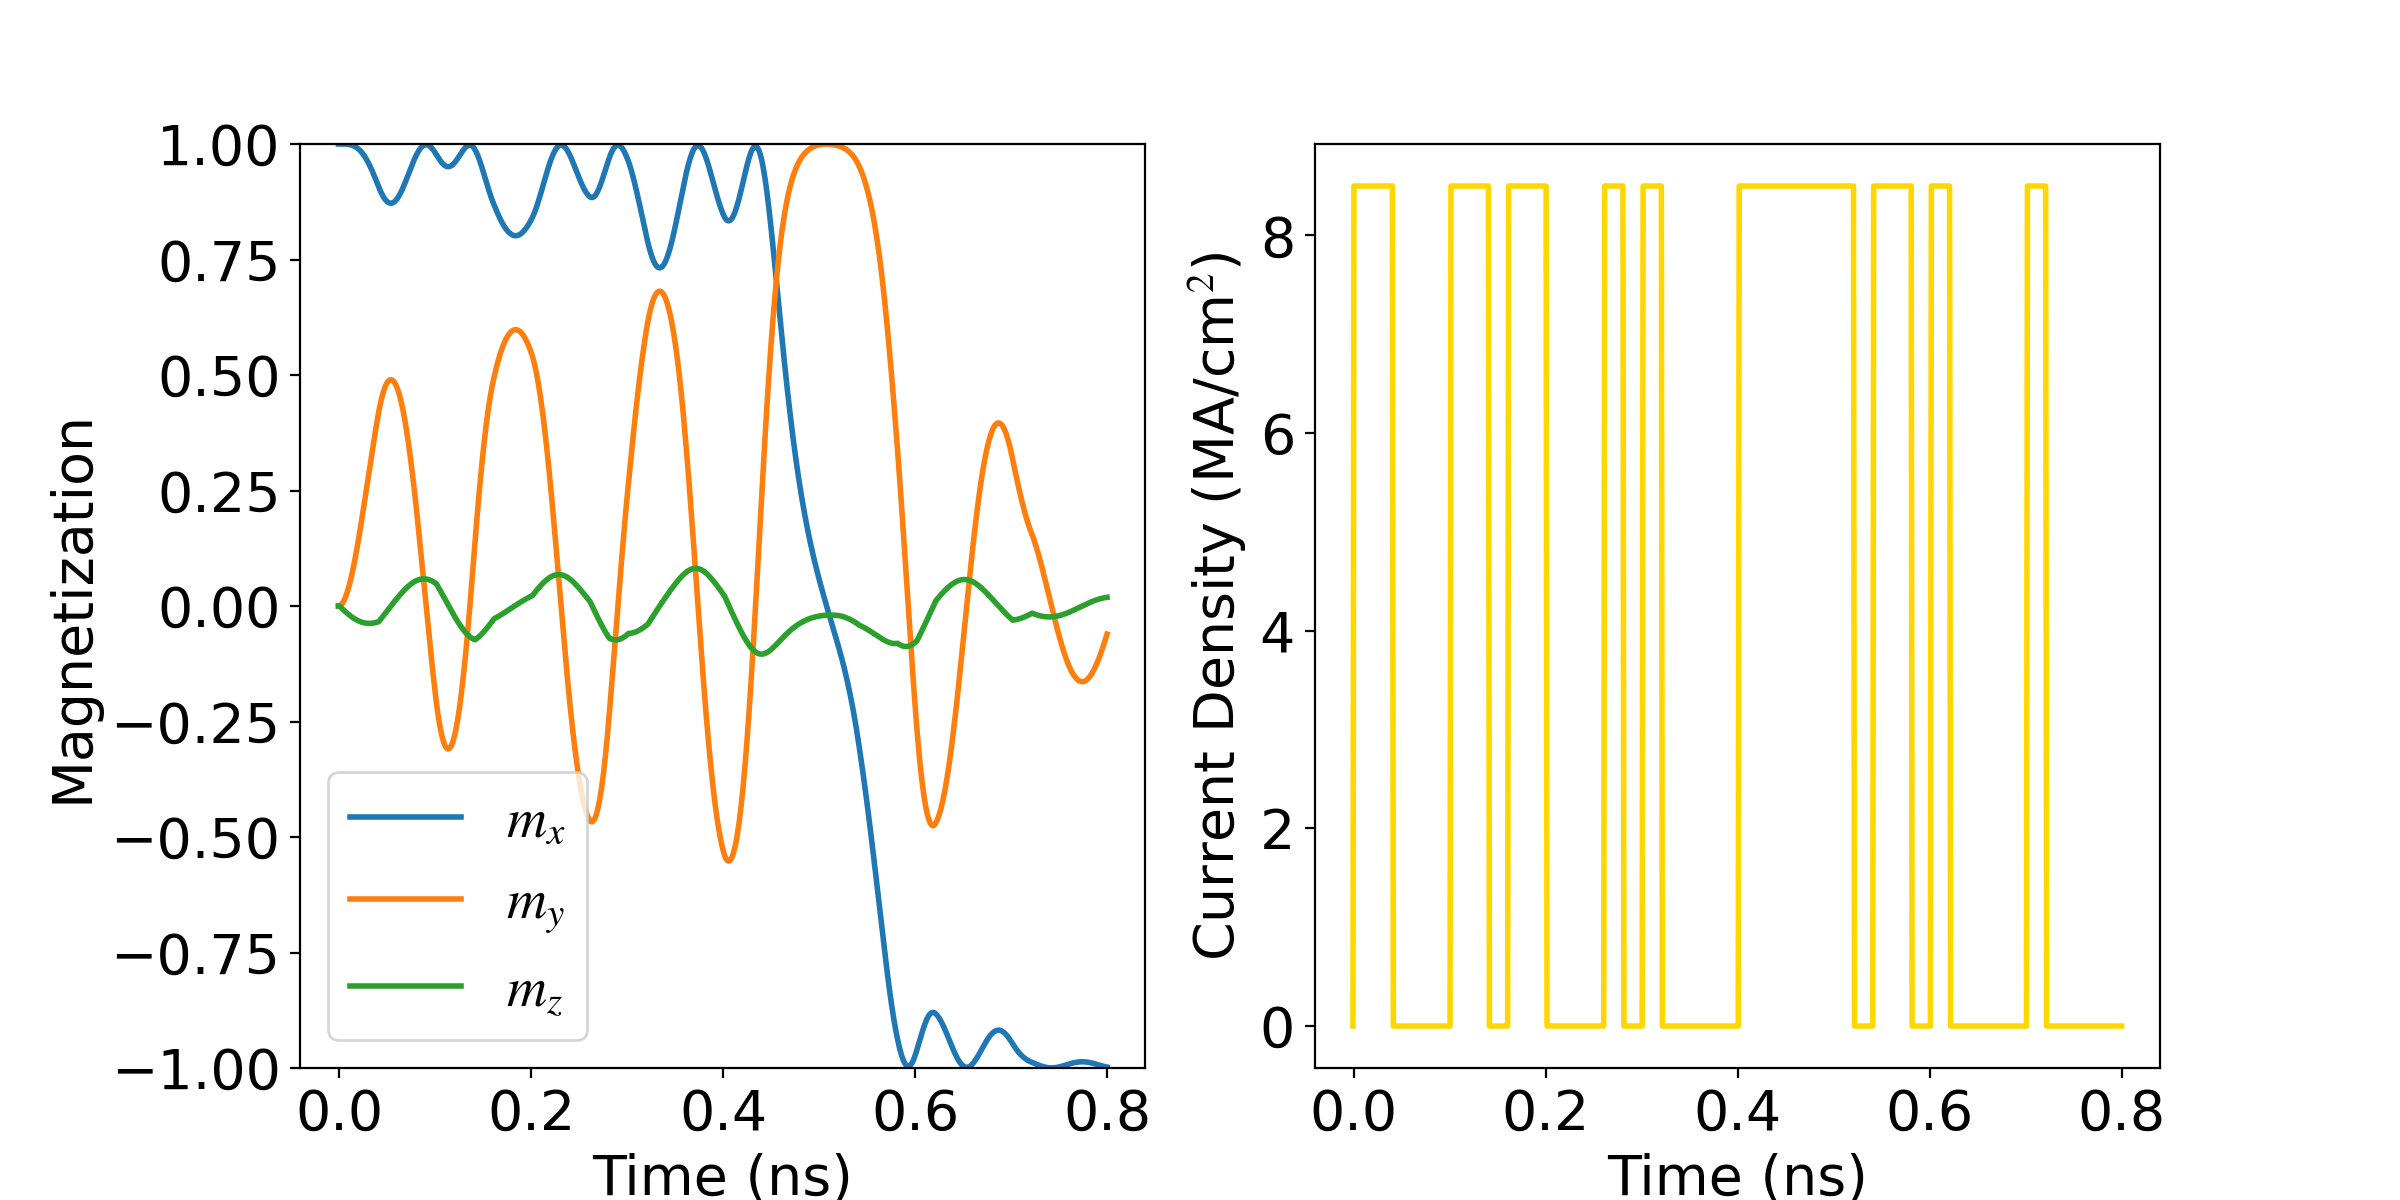 Magnetization
1.00
0.75
0.50
0.25
0.00
−0.25
−0.50
−0.75
−1.00
m_x
m_y
m_z
0.0 0.2 0.4 0.6 0.8
Time (ns)
Current Density (MA/cm²)
8
6
4
2
0
0.0 0.2 0.4 0.6 0.8
Time (ns)